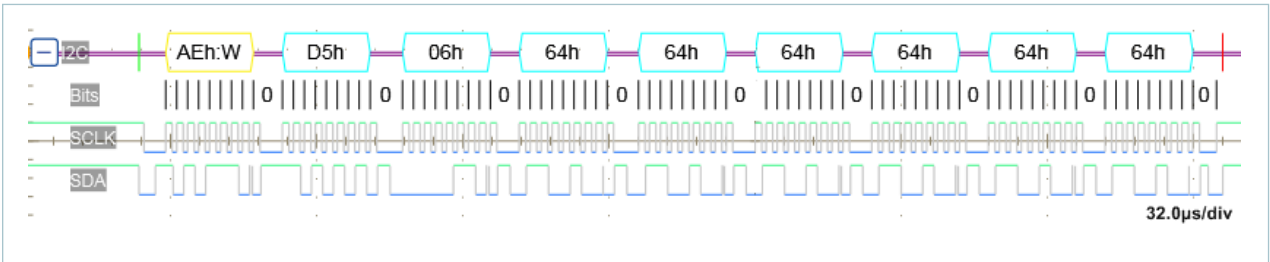 I2C AEh:W D5h 06h 64h 64h 64h 64h 64h 64h
Bits 0 0 0 0 0 0 0 0 0
SCLK
SDA
32.0µs/div